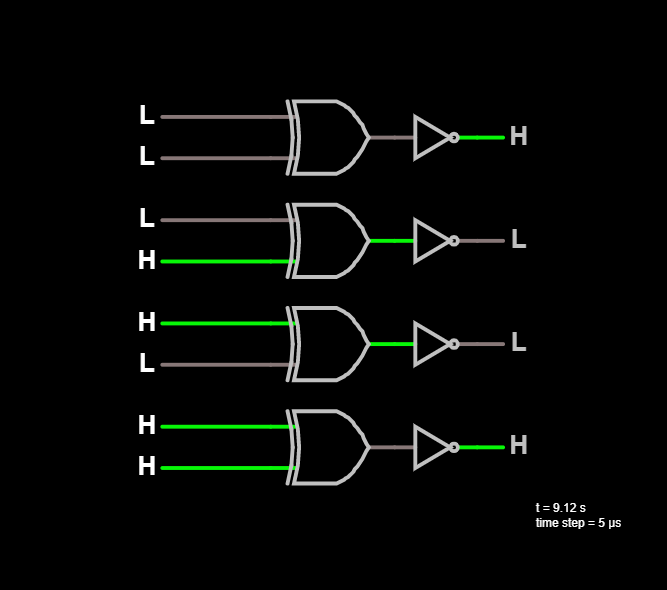 L
L H
L L
H
H L
L
H H
H
t = 9.12 s
time step = 5 µs